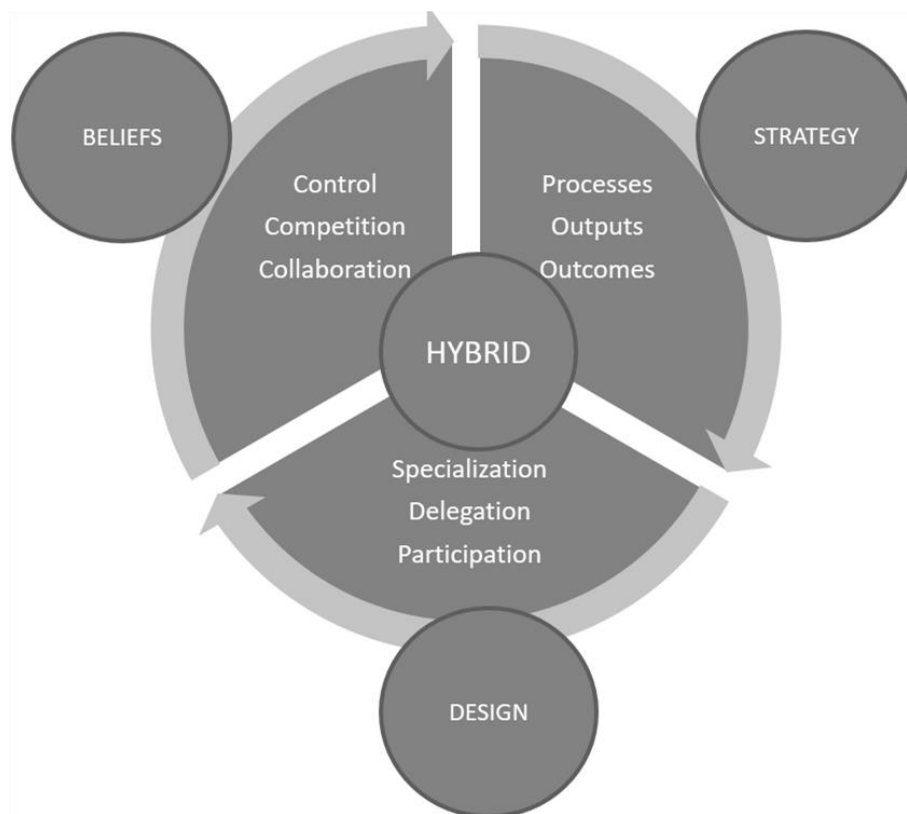 BELIEFS
STRATEGY
Control
Competition
Collaboration
Processes
Outputs
Outcomes
HYBRID
Specialization
Delegation
Participation
DESIGN